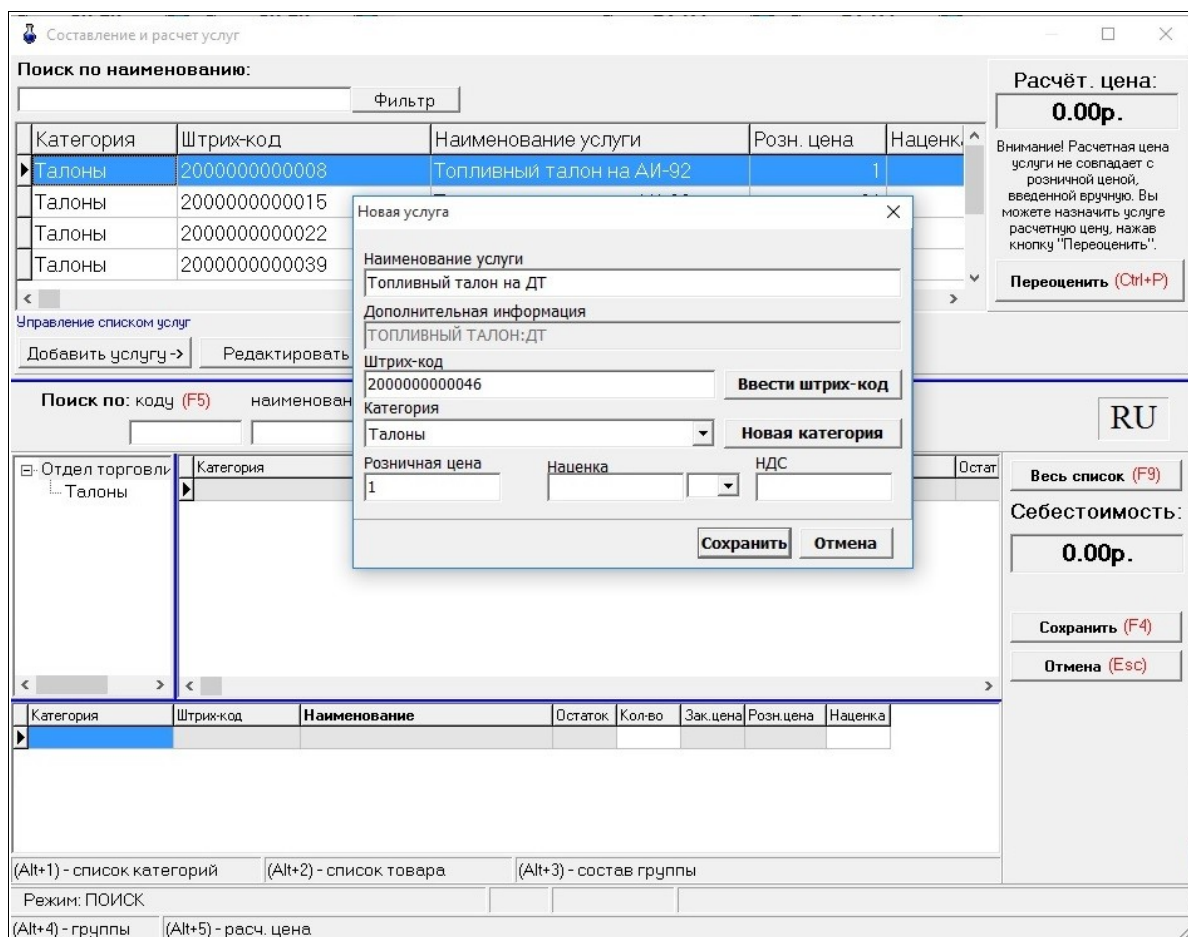 Составление и расчет услуг
Поиск по наименованию:
Фильтр
Расчёт. цена:
0.00р.
Внимание! Расчетная цена
услуги не совпадает с
розничной ценой,
введенной вручную. Вы
можете назначить услуге
расчетную цену, нажав
кнопку "Переоценить".
Переоценить (Ctrl+P)
Категория Штрих-код Наименование услуги Розн. цена Наценк
Талоны 2000000000008 Топливный талон на АИ-92 1
Талоны 2000000000015
Талоны 2000000000022
Талоны 2000000000039
Управление списком услуг
Добавить услугу -> Редактировать
Новая услуга
Наименование услуги
Топливный талон на ДТ
Дополнительная информация
ТОПЛИВНЫЙ ТАЛОН:ДТ
Штрих-код
2000000000046 Ввести штрих-код
Категория
Талоны Новая категория
Розничная цена Наценка НДС
1
Сохранить Отмена
Поиск по: коду (F5) наименован
RU
Отдел торговли
Талоны
Категория Остат
Весь список (F9)
Себестоимость:
0.00р.
Сохранить (F4)
Отмена (Esc)
Категория Штрих-код Наименование Остаток Кол-во Зак.цена Розн.цена Наценка
(Alt+1) - список категорий (Alt+2) - список товара (Alt+3) - состав группы
Режим: ПОИСК
(Alt+4) - группы (Alt+5) - расч. цена